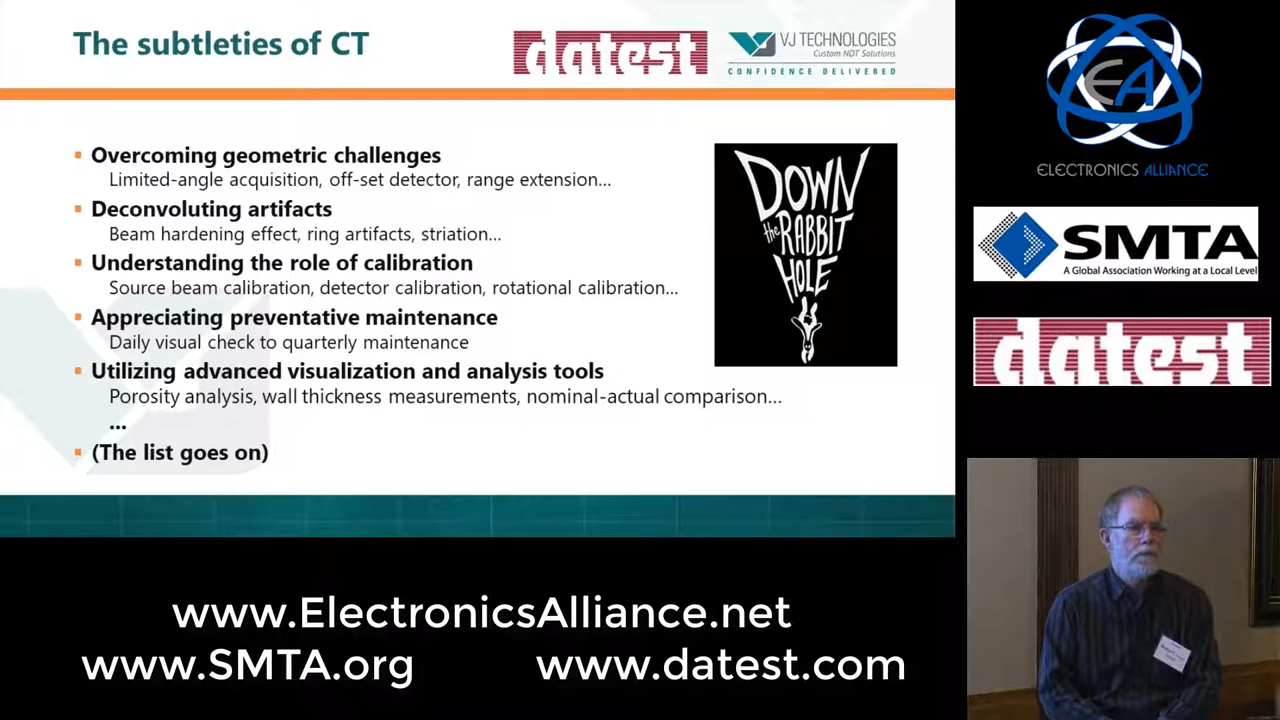 The subtleties of CT
datest
VJ TECHNOLOGIES
Custom NDT Solutions
CONFIDENCE DELIVERED
Overcoming geometric challenges
Limited-angle acquisition, off-set detector, range extension...
Deconvoluting artifacts
Beam hardening effect, ring artifacts, striation...
Understanding the role of calibration
Source beam calibration, detector calibration, rotational calibration...
Appreciating preventative maintenance
Daily visual check to quarterly maintenance
Utilizing advanced visualization and analysis tools
Porosity analysis, wall thickness measurements, nominal-actual comparison...
...
(The list goes on)
DOWN
the RABBIT
HOLE
EA
ELECTRONICS ALLIANCE
SMTA
A Global Association Working at a Local Level
datest
www.ElectronicsAlliance.net
www.SMTA.org
www.datest.com